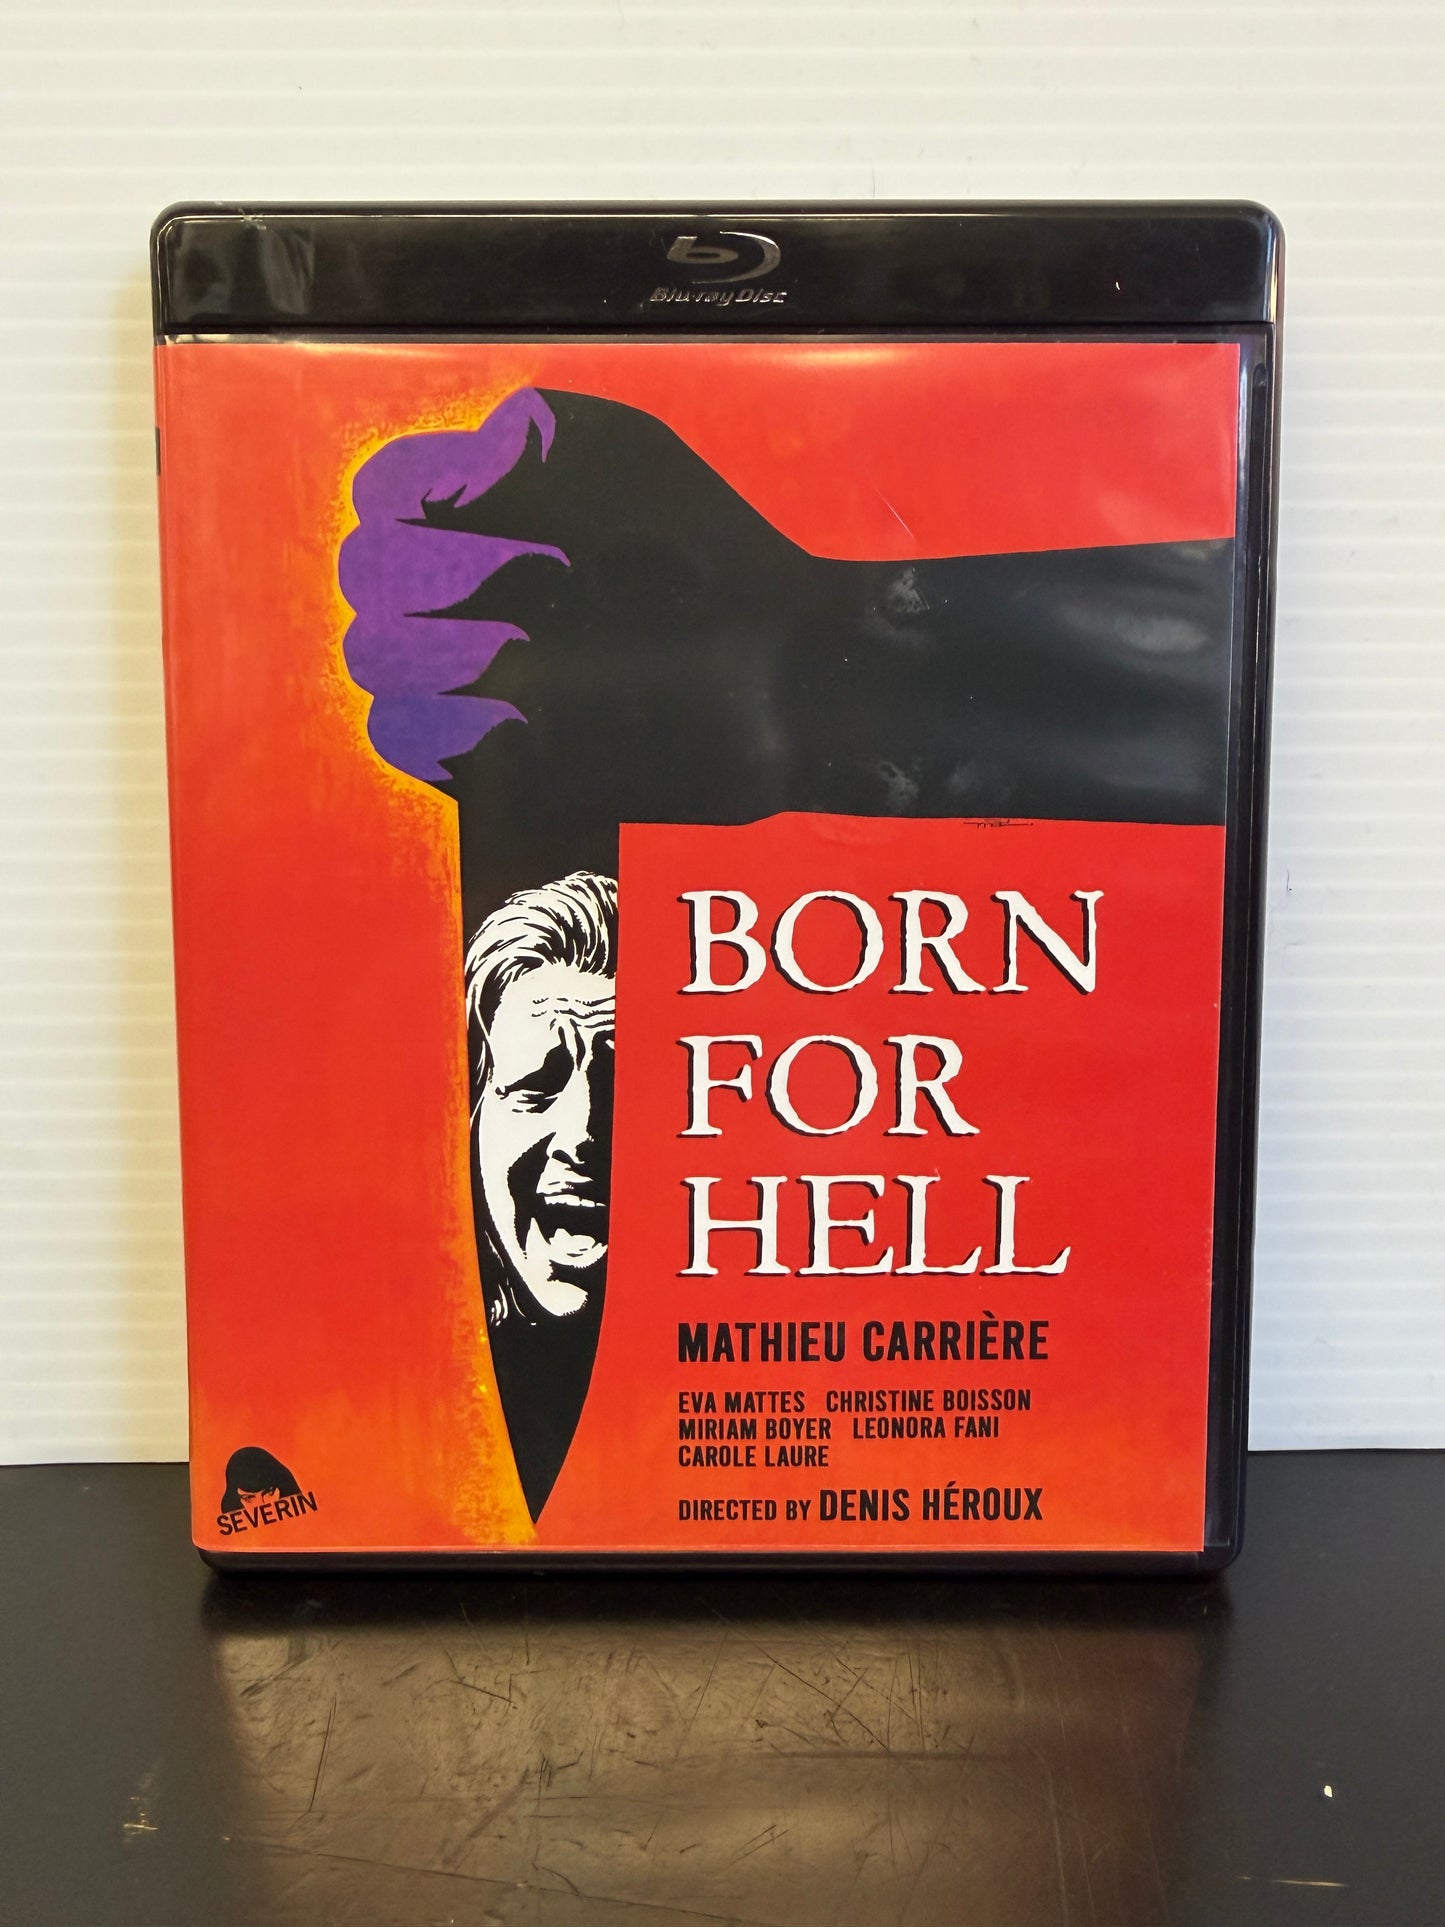 Blu-ray Disc
BORN
FOR
HELL
MATHIEU CARRIÈRE
EVA MATTES CHRISTINE BOISSON
MIRIAM BOYER LEONORA FANI
CAROLE LAURE
DIRECTED BY DENIS HÉROUX
SEVERIN